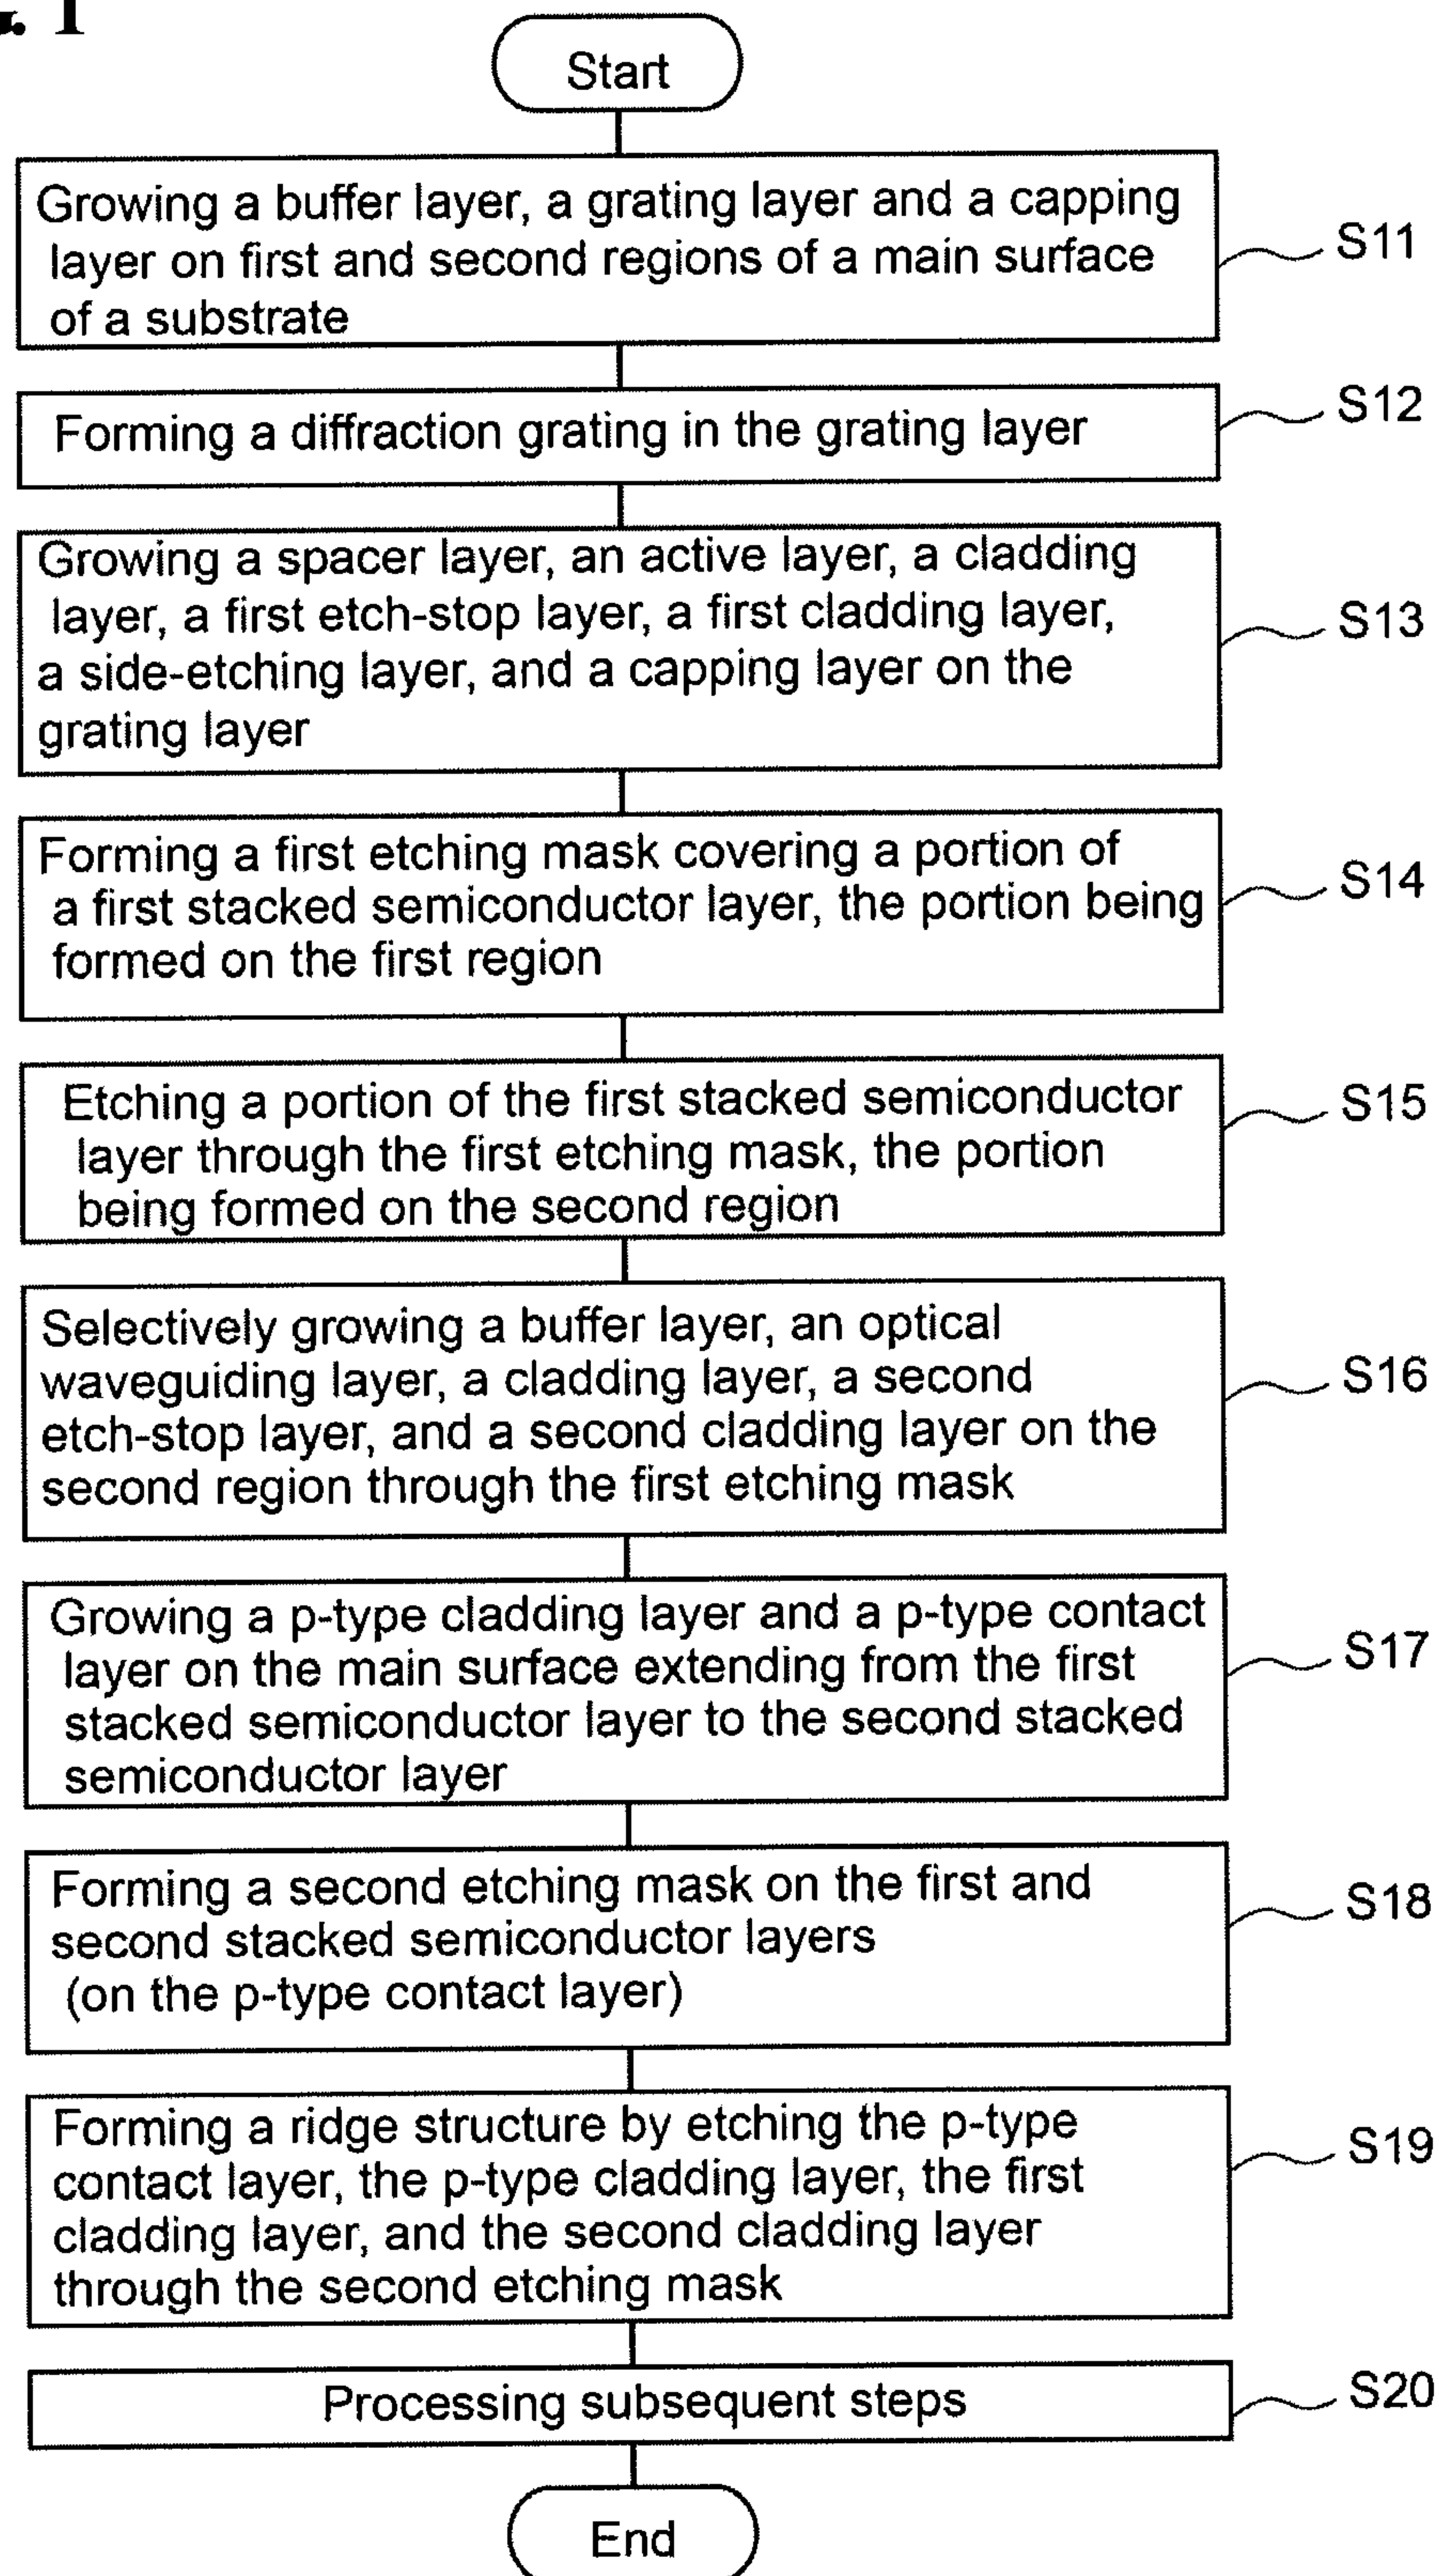 . 1
Start
Growing a buffer layer, a grating layer and a capping
layer on first and second regions of a main surface
of a substrate
S11
Forming a diffraction grating in the grating layer
S12
Growing a spacer layer, an active layer, a cladding
layer, a first etch-stop layer, a first cladding layer,
a side-etching layer, and a capping layer on the
grating layer
S13
Forming a first etching mask covering a portion of
a first stacked semiconductor layer, the portion being
formed on the first region
S14
Etching a portion of the first stacked semiconductor
layer through the first etching mask, the portion
being formed on the second region
S15
Selectively growing a buffer layer, an optical
waveguiding layer, a cladding layer, a second
etch-stop layer, and a second cladding layer on the
second region through the first etching mask
S16
Growing a p-type cladding layer and a p-type contact
layer on the main surface extending from the first
stacked semiconductor layer to the second stacked
semiconductor layer
S17
Forming a second etching mask on the first and
second stacked semiconductor layers
(on the p-type contact layer)
S18
Forming a ridge structure by etching the p-type
contact layer, the p-type cladding layer, the first
cladding layer, and the second cladding layer
through the second etching mask
S19
Processing subsequent steps
S20
End